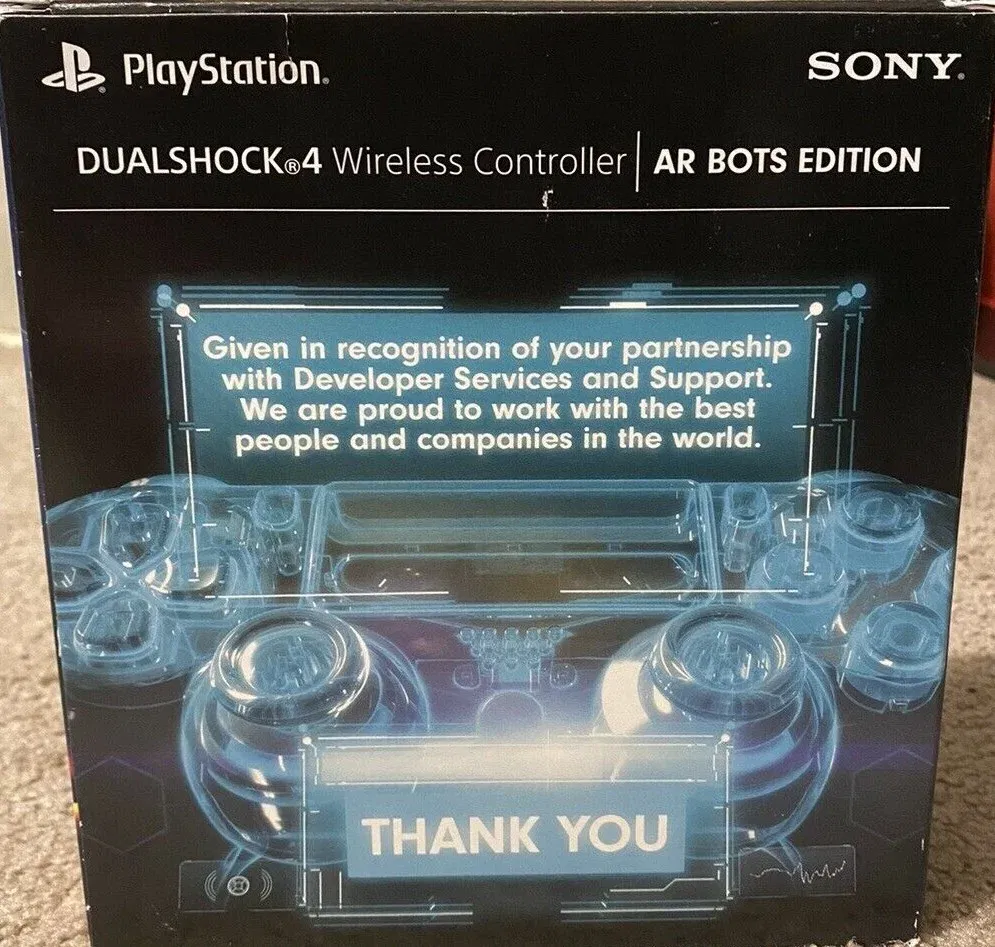 PlayStation®
SONY®
DUALSHOCK®4 Wireless Controller | AR BOTS EDITION
Given in recognition of your partnership
with Developer Services and Support.
We are proud to work with the best
people and companies in the world.
THANK YOU